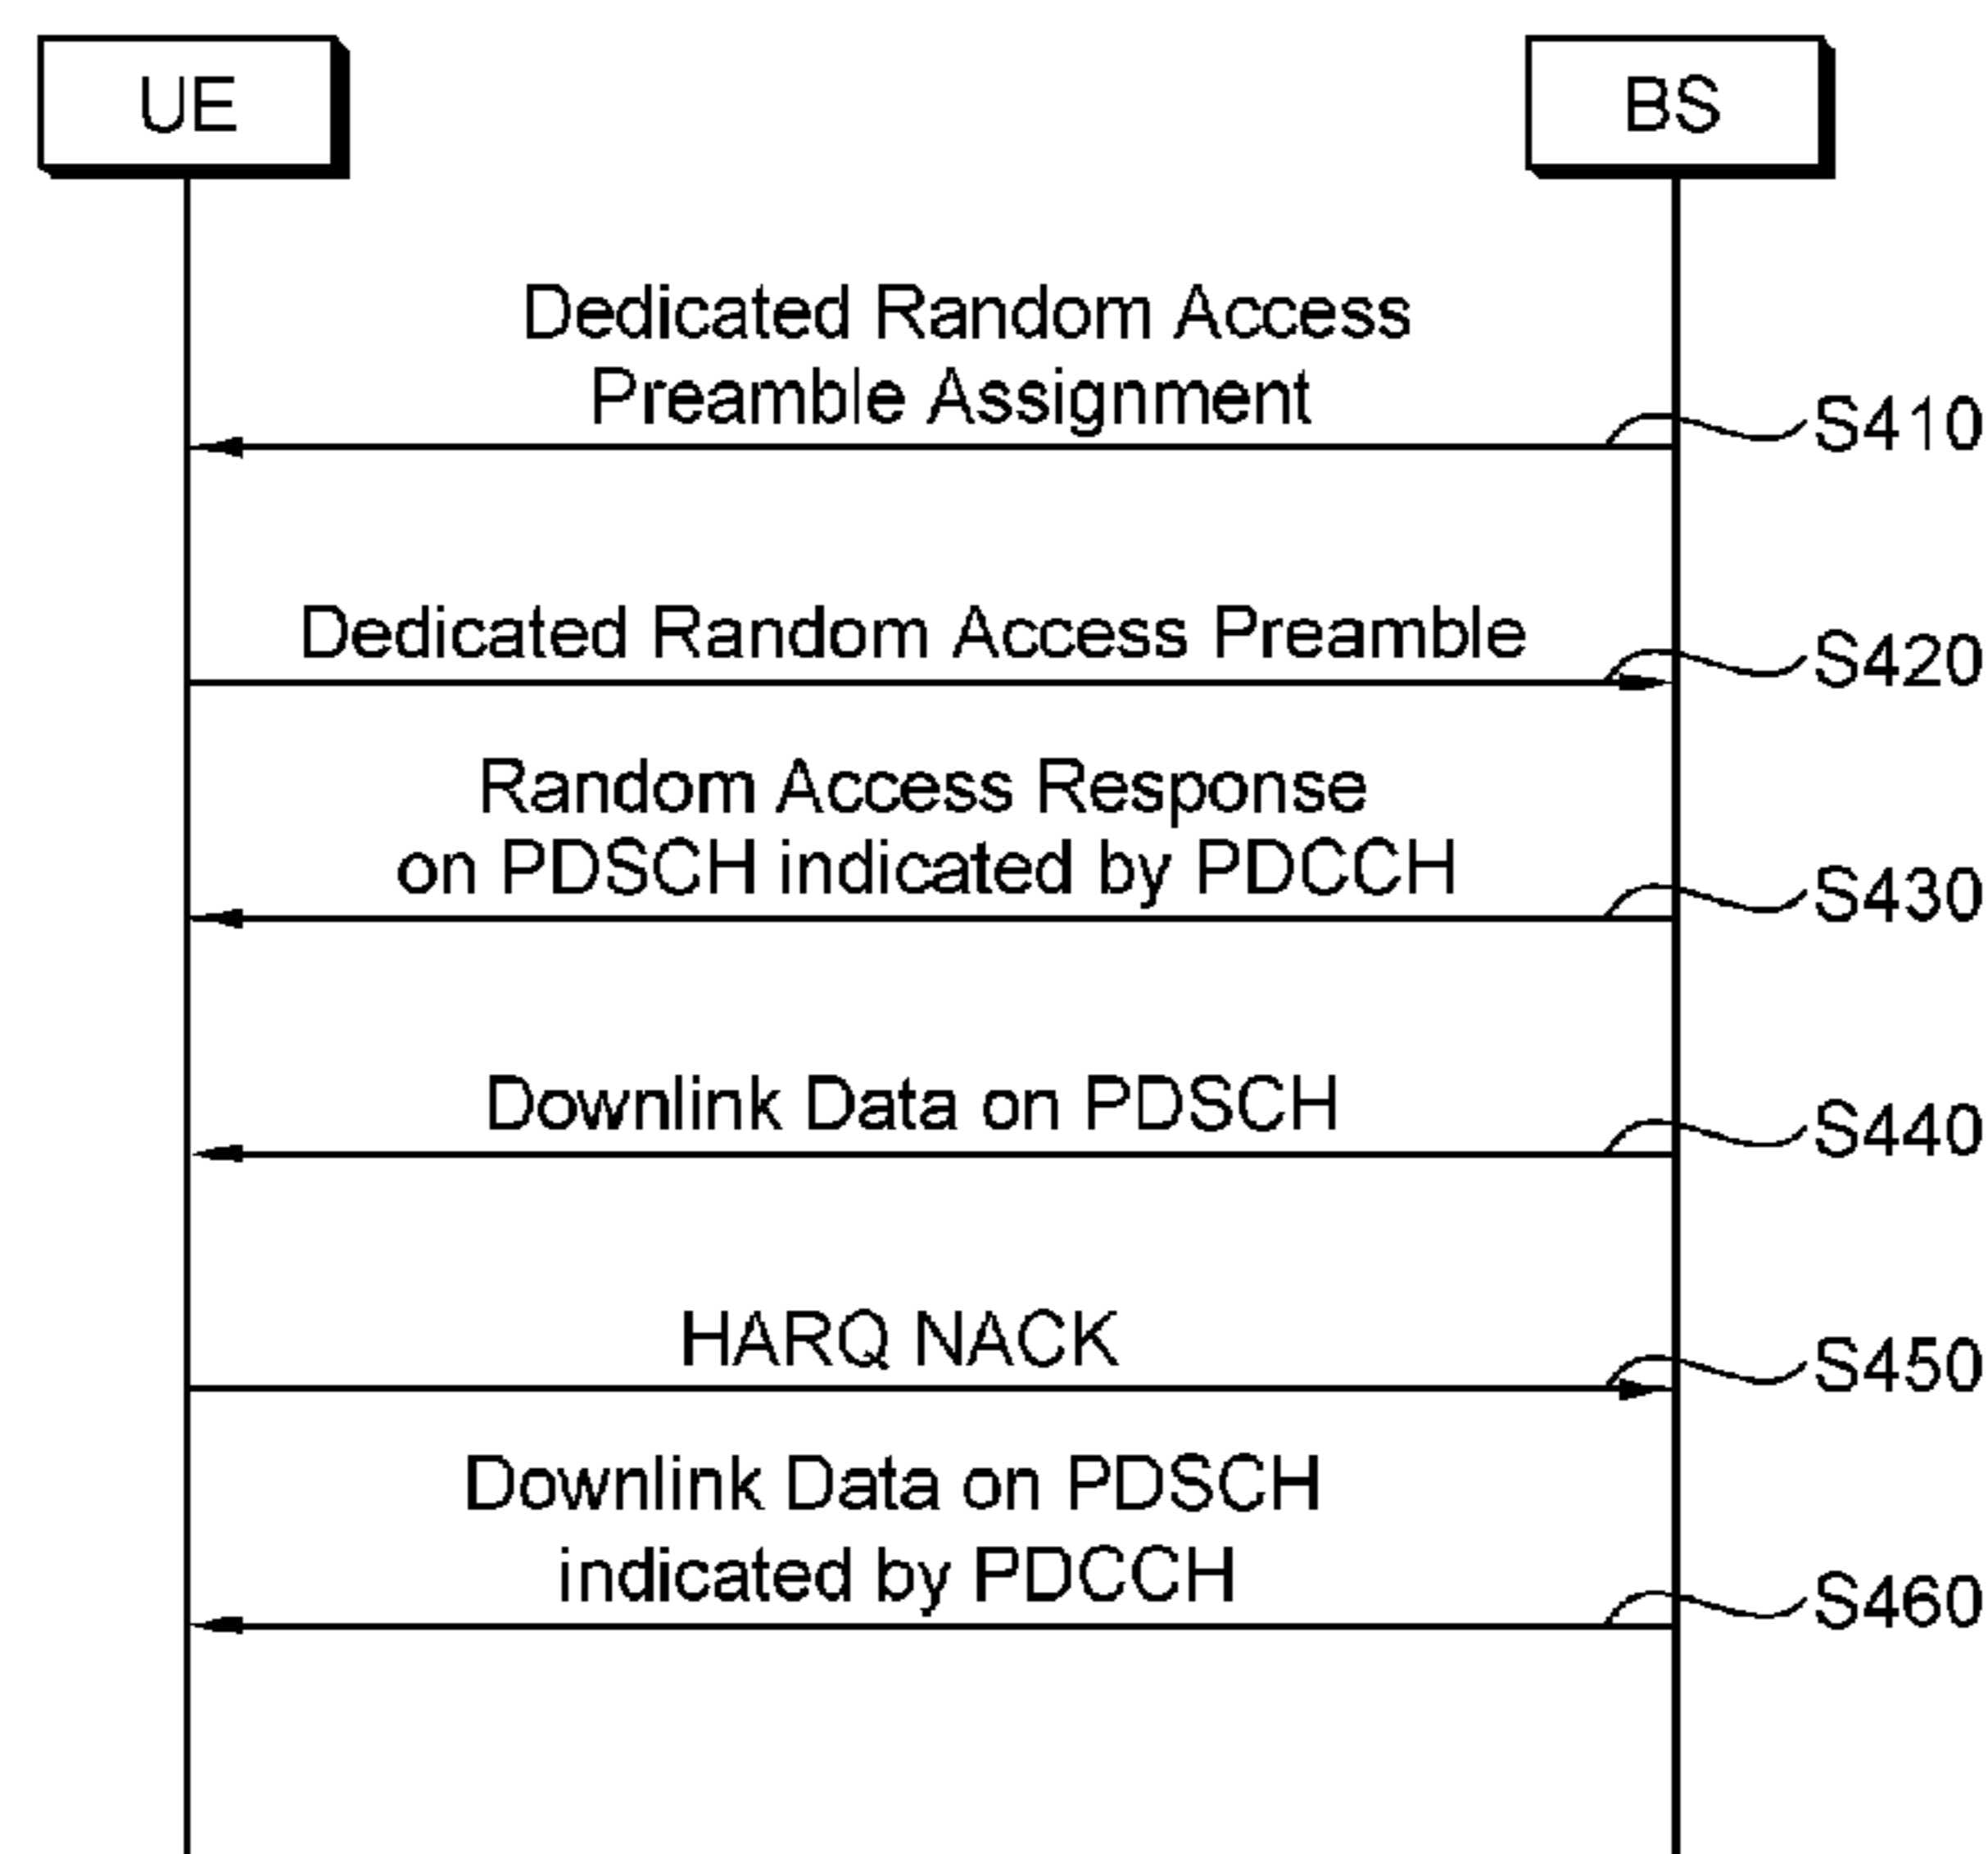 UE
BS
Dedicated Random Access
Preamble Assignment
S410
Dedicated Random Access Preamble
S420
Random Access Response
on PDSCH indicated by PDCCH
S430
Downlink Data on PDSCH
S440
HARQ NACK
S450
Downlink Data on PDSCH
indicated by PDCCH
S460